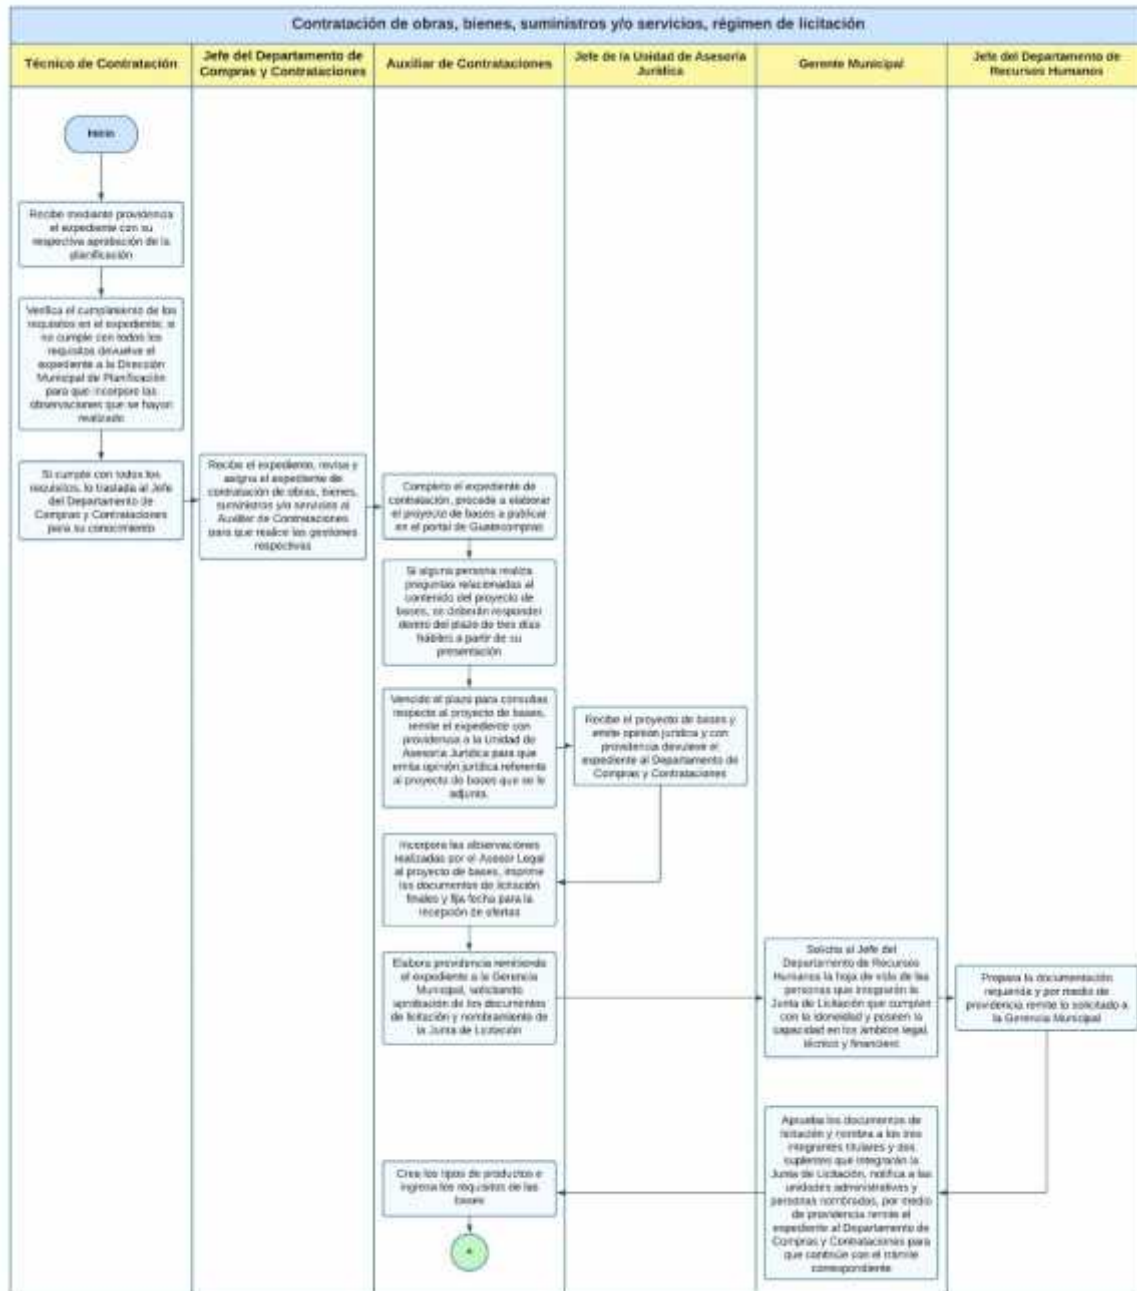 Contratación de obras, bienes, suministros y/o servicios, régimen de licitación
Técnico de Contratación
Jefe del Departamento de
Compras y Contrataciones
Auxiliar de Contrataciones
Jefe de la Unidad de Asesoría
Jurídica
Gerente Municipal
Jefe del Departamento de
Recursos Humanos
Inicio
Recibe mediante providencia
el expediente con su
respectiva aprobación de la
planificación
Verifica el cumplimiento de los
requisitos en el expediente, si
no cumple con todos los
requisitos devuelve el
expediente a la Dirección
Municipal de Planificación
para que incorpore las
observaciones que se hayan
realizado
Si cumple con todos los
requisitos, lo traslada al Jefe
del Departamento de
Compras y Contrataciones
para su conocimiento
Recibe el expediente, revisa y
asigna el expediente de
contratación de obras, bienes,
suministros y/o servicios al
Auxiliar de Contrataciones
para que realice las gestiones
respectivas
Completo el expediente de
contratación, procede a elaborar
el proyecto de bases a publicar
en el portal de Guatecompras
Si alguna persona realiza
preguntas relacionadas al
contenido del proyecto de
bases, se deberán responder
dentro del plazo de tres días
hábiles a partir de su
presentación
Vencido el plazo para consultas
respecto al proyecto de bases,
remite el expediente con
providencia a la Unidad de
Asesoría Jurídica para que
emita opinión jurídica referente
al proyecto de bases que se le
adjunta.
Recibe el proyecto de bases y
emite opinión jurídica y con
providencia devuelve el
expediente al Departamento de
Compras y Contrataciones
Incorpora las observaciones
realizadas por el Asesor Legal
al proyecto de bases, imprime
los documentos de licitación
finales y fija fecha para la
recepción de ofertas
Elabora providencia remitiendo
el expediente a la Gerencia
Municipal, solicitando
aprobación de los documentos
de licitación y nombramiento de
la Junta de Licitación
Solicita al Jefe del
Departamento de Recursos
Humanos la hoja de vida de las
personas que integrarán la
Junta de Licitación que cumplan
con la idoneidad y poseen la
capacidad en los ámbitos legal,
técnico y financiero
Prepara la documentación
requerida y por medio de
providencia remite lo solicitado a
la Gerencia Municipal
Aprueba los documentos de
licitación y nombra a los tres
integrantes titulares y dos
suplentes que integrarán la
Junta de Licitación, notifica a las
unidades administrativas y
personas nombradas, por medio
de providencia remite el
expediente al Departamento de
Compras y Contrataciones para
que continúe con el trámite
correspondiente
Crea los tipos de productos e
ingresa los requisitos de las
bases